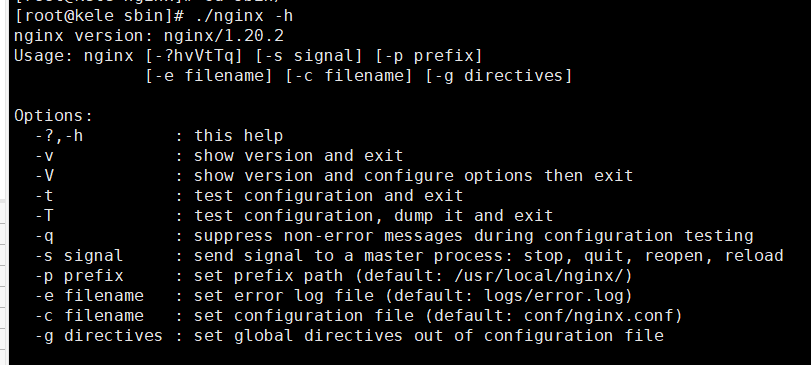 [root@kele sbin]# ./nginx -h
nginx version: nginx/1.20.2
Usage: nginx [-?hvVtTq] [-s signal] [-p prefix]
             [-e filename] [-c filename] [-g directives]

Options:
  -?,-h         : this help
  -v            : show version and exit
  -V            : show version and configure options then exit
  -t            : test configuration and exit
  -T            : test configuration, dump it and exit
  -q            : suppress non-error messages during configuration testing
  -s signal     : send signal to a master process: stop, quit, reopen, reload
  -p prefix     : set prefix path (default: /usr/local/nginx/)
  -e filename   : set error log file (default: logs/error.log)
  -c filename   : set configuration file (default: conf/nginx.conf)
  -g directives : set global directives out of configuration file